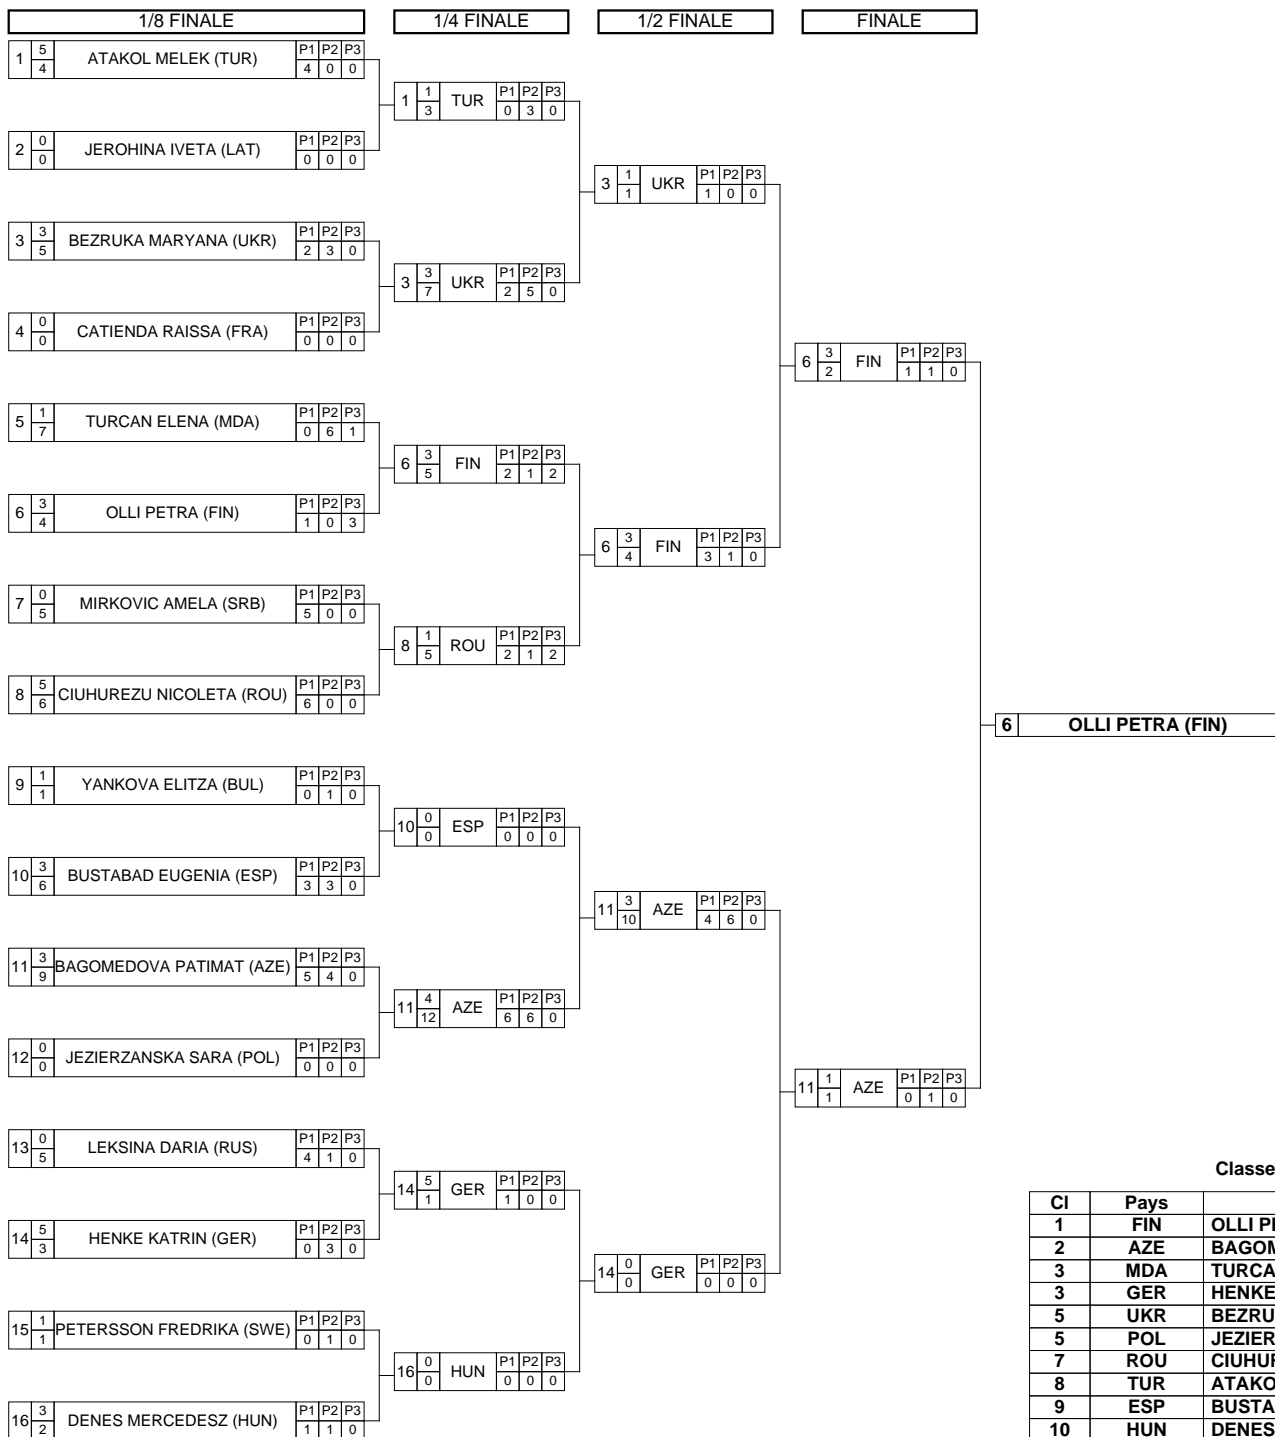 1/8 FINALE 1/4 FINALE 1/2 FINALE FINALE
1 5 4 ATAKOL MELEK (TUR) P1 P2 P3 4 0 0
1 1 3 TUR P1 P2 P3 0 3 0
2 0 0 JEROHINA IVETA (LAT) P1 P2 P3 0 0 0
3 1 1 UKR P1 P2 P3 1 0 0
3 3 5 BEZRUKA MARYANA (UKR) P1 P2 P3 2 3 0
3 3 7 UKR P1 P2 P3 2 5 0
4 0 0 CATIENDA RAISSA (FRA) P1 P2 P3 0 0 0
6 3 2 FIN P1 P2 P3 1 1 0
5 1 7 TURCAN ELENA (MDA) P1 P2 P3 0 6 1
6 3 5 FIN P1 P2 P3 2 1 2
6 3 4 OLLI PETRA (FIN) P1 P2 P3 1 0 3
6 3 4 FIN P1 P2 P3 3 1 0
7 0 5 MIRKOVIC AMELA (SRB) P1 P2 P3 5 0 0
8 1 5 ROU P1 P2 P3 2 1 2
8 5 6 CIUHUREZU NICOLETA (ROU) P1 P2 P3 6 0 0
6 OLLI PETRA (FIN)
9 1 1 YANKOVA ELITZA (BUL) P1 P2 P3 0 1 0
10 0 0 ESP P1 P2 P3 0 0 0
10 3 6 BUSTABAD EUGENIA (ESP) P1 P2 P3 3 3 0
11 3 10 AZE P1 P2 P3 4 6 0
11 3 9 BAGOMEDOVA PATIMAT (AZE) P1 P2 P3 5 4 0
11 4 12 AZE P1 P2 P3 6 6 0
12 0 0 JEZIERZANSKA SARA (POL) P1 P2 P3 0 0 0
11 1 1 AZE P1 P2 P3 0 1 0
13 0 5 LEKSINA DARIA (RUS) P1 P2 P3 4 1 0
14 5 1 GER P1 P2 P3 1 0 0
14 5 3 HENKE KATRIN (GER) P1 P2 P3 0 3 0
14 0 0 GER P1 P2 P3 0 0 0
15 1 1 PETERSSON FREDRIKA (SWE) P1 P2 P3 0 1 0
16 0 0 HUN P1 P2 P3 0 0 0
16 3 2 DENES MERCEDESZ (HUN) P1 P2 P3 1 1 0
Classe
Cl Pays
1 FIN OLLI P
2 AZE BAGOM
3 MDA TURCA
3 GER HENKE
5 UKR BEZRU
5 POL JEZIER
7 ROU CIUHU
8 TUR ATAKO
9 ESP BUSTA
10 HUN DENES